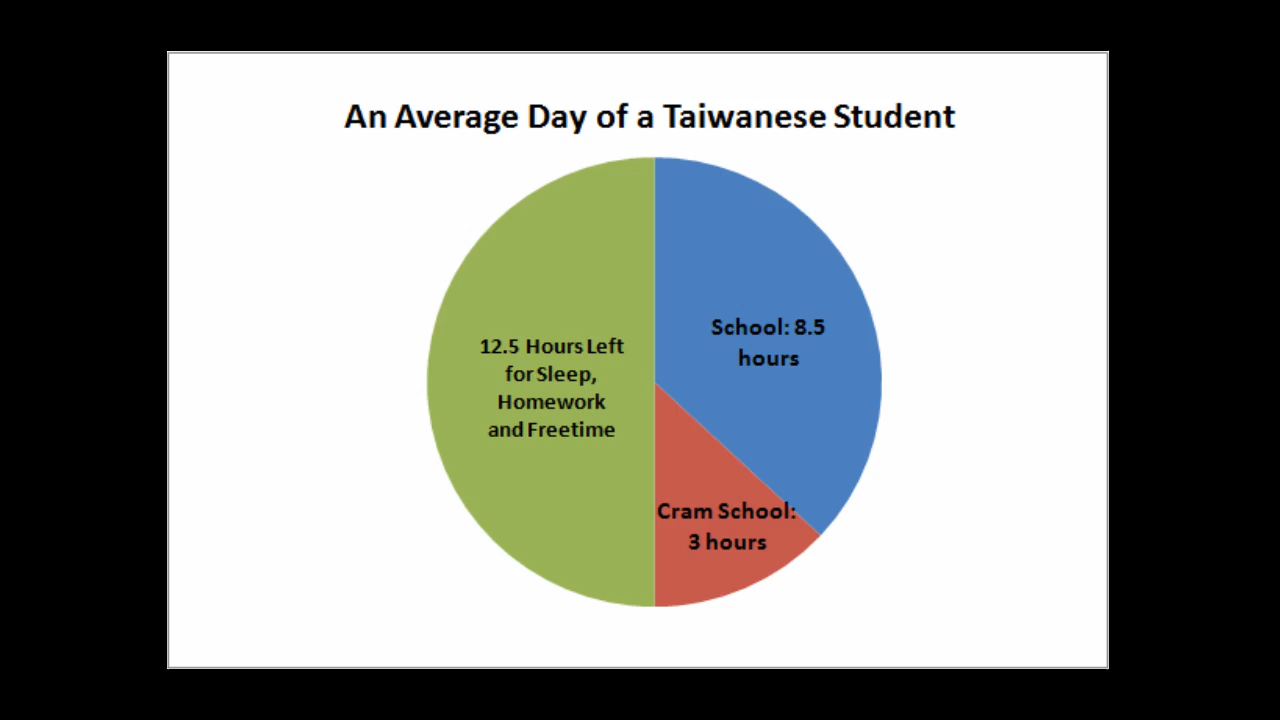 An Average Day of a Taiwanese Student
School: 8.5
hours
12.5 Hours Left
for Sleep,
Homework
and Freetime
Cram School:
3 hours